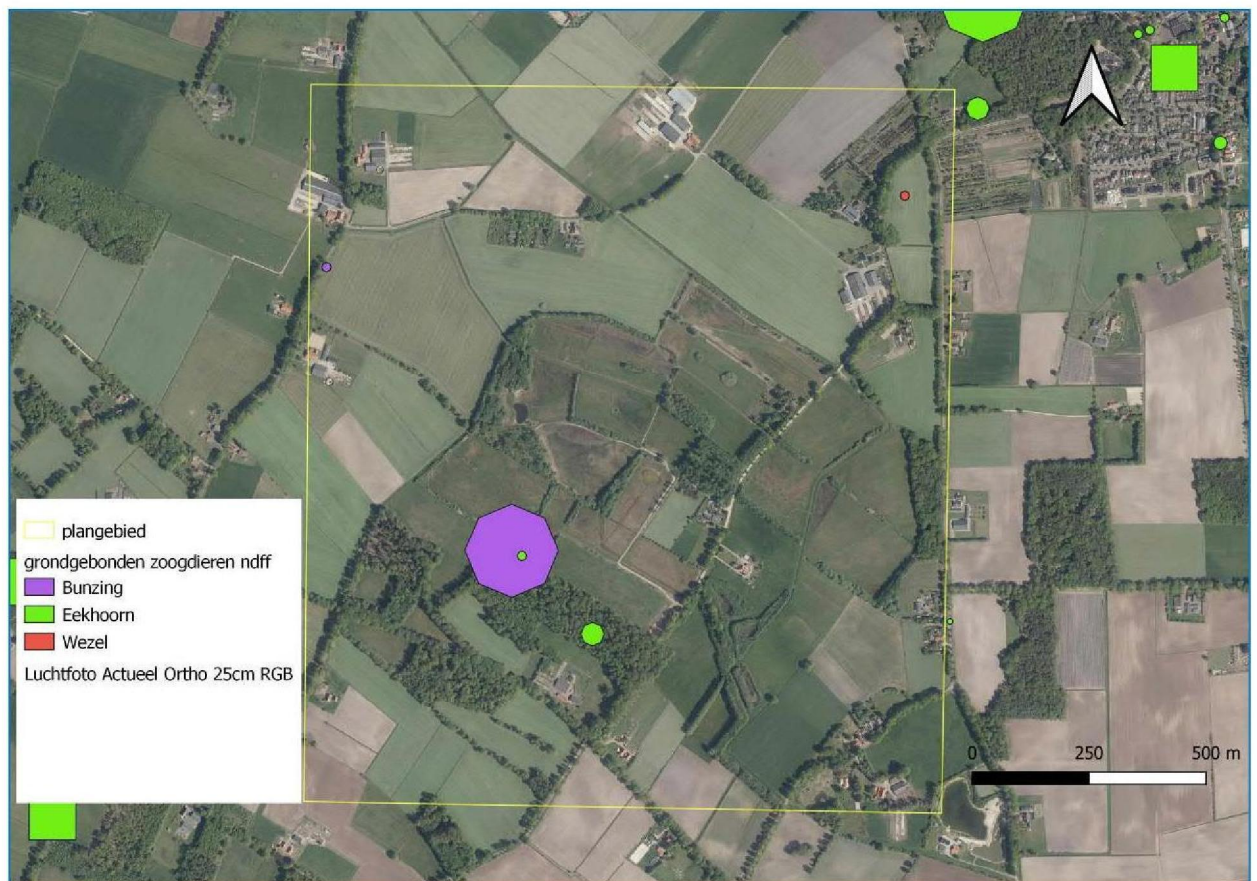 plangebied
grondgebonden zoogdieren ndff
Bunzing
Eekhoorn
Wezel
Luchtfoto Actueel Ortho 25cm RGB
0 250 500 m